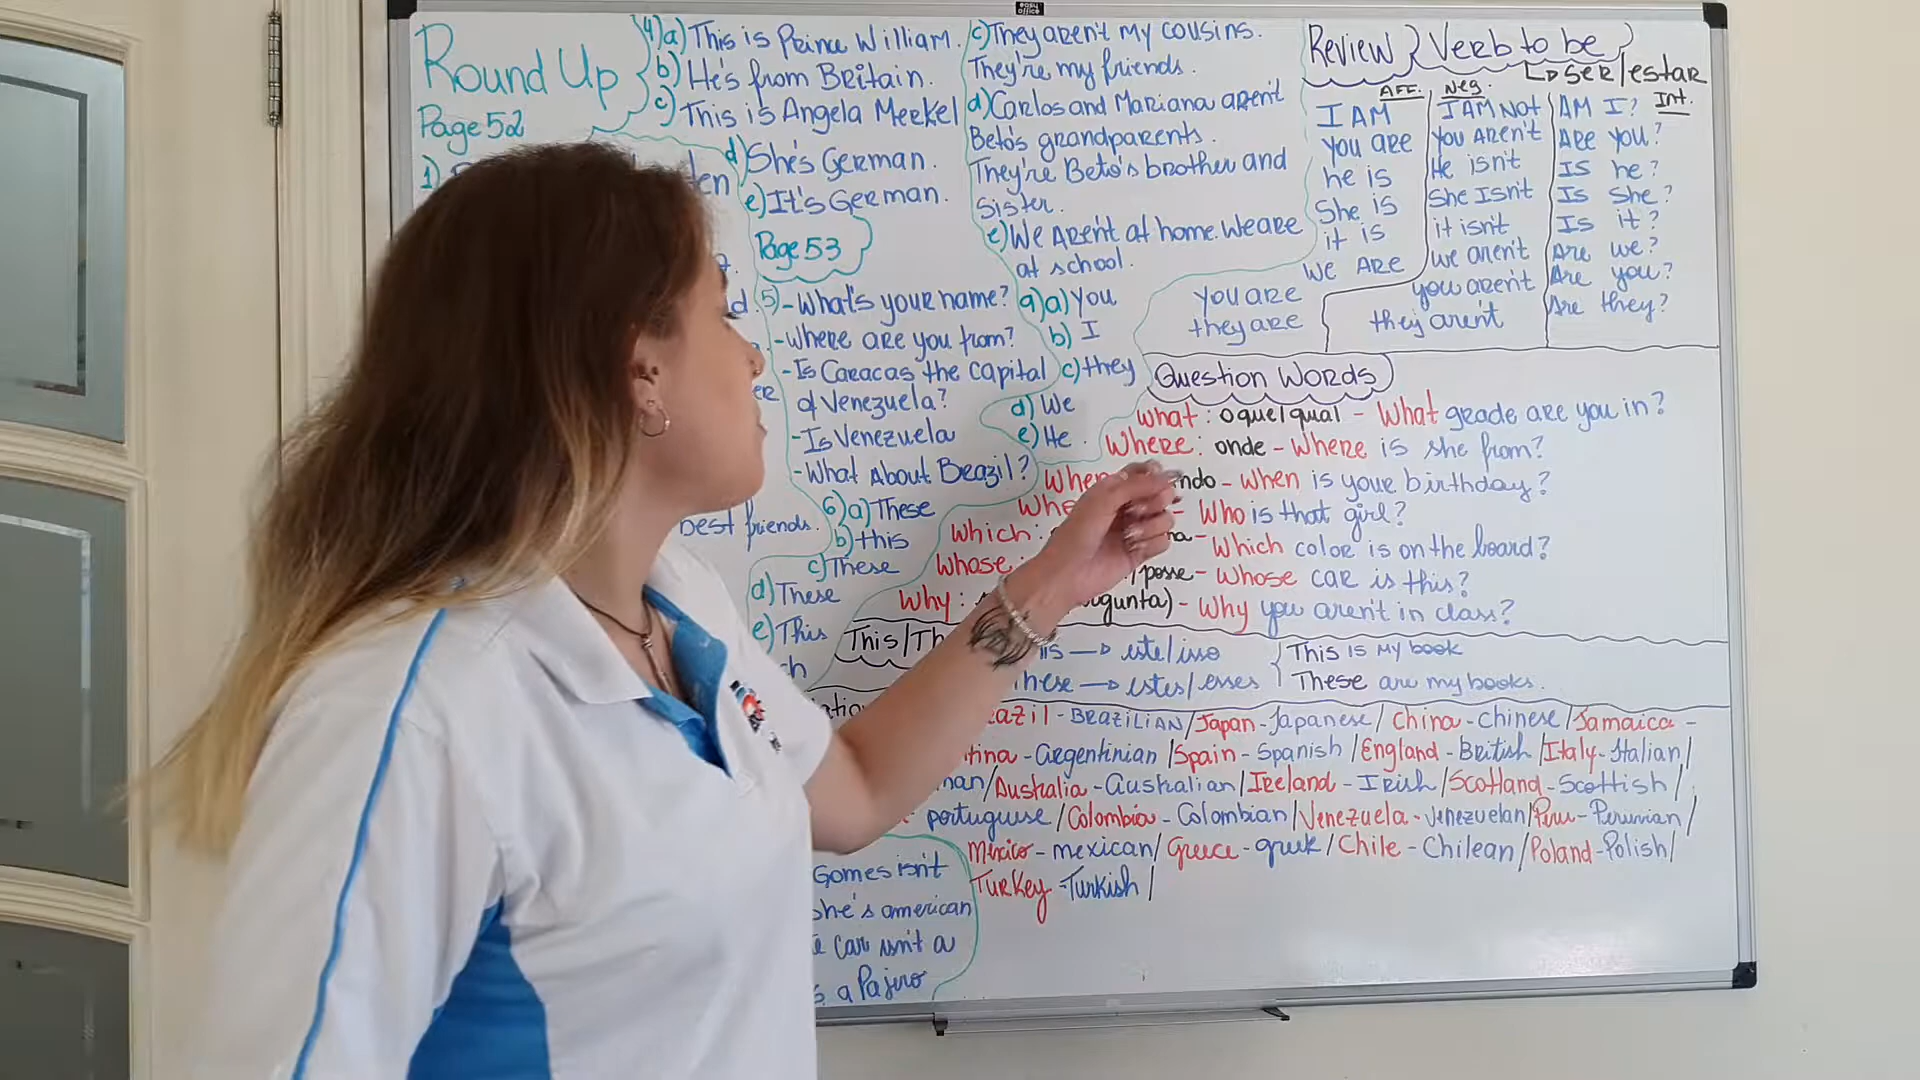 easy office
Round Up
Page 52
1)
4)a) This is Prince William.
b) He's from Britain.
c) This is Angela Merkel
d) She's German.
e) It's German.
Page 53
5) - What's your name?
- Where are you from?
- Is Caracas the capital
of Venezuela?
- Is Venezuela
- What About Brazil?
best friends.
6) a) These
b) this
c) These
d) These
e) This
c) They aren't my cousins.
They're my friends.
d) Carlos and Mariana aren't
Beto's grandparents.
They're Beto's brother and
sister.
e) We Aren't at home. We are
at school.
9) a) You
b) I
c) they
d) We
e) He.
Gomes isn't
She's american
car isn't a
a Pajero
Review Verb to be
ser/estar
AFF.
I AM
you are
he is
She is
it is
we are
you are
they are
Neg.
I AM NOT
you aren't
He isn't
She Isn't
it isn't
we aren't
you aren't
they aren't
Int.
AM I?
Are you?
Is he?
Is she?
Is it?
Are we?
Are you?
Are they?
Question Words
What: o que/qual - What grade are you in?
Where: onde - Where is she from?
When - When is your birthday?
- Who is that girl?
Which: - Which color is on the board?
Whose: /posse - Whose car is this?
Why: - Why you aren't in class?
This/
→ este/isso
→ estes/esses
This is my book
These are my books.
- BRAZILIAN/Japan - Japanese/ China - Chinese/Jamaica -
- argentinian /Spain - Spanish /England - British /Italy - Italian/
/Australia - australian/Ireland - Irish /Scotland - Scottish /
portuguese /Colombia - Colombian/Venezuela - venezuelan/Peru - Peruvian/
México - mexican/ Greece - greek /Chile - Chilean /Poland - Polish/
Turkey - Turkish /